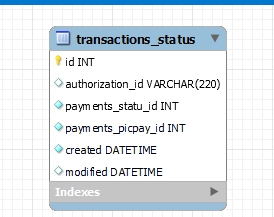 transactions_status
id INT
authorization_id VARCHAR(220)
payments_statu_id INT
payments_picpay_id INT
created DATETIME
modified DATETIME
Indexes